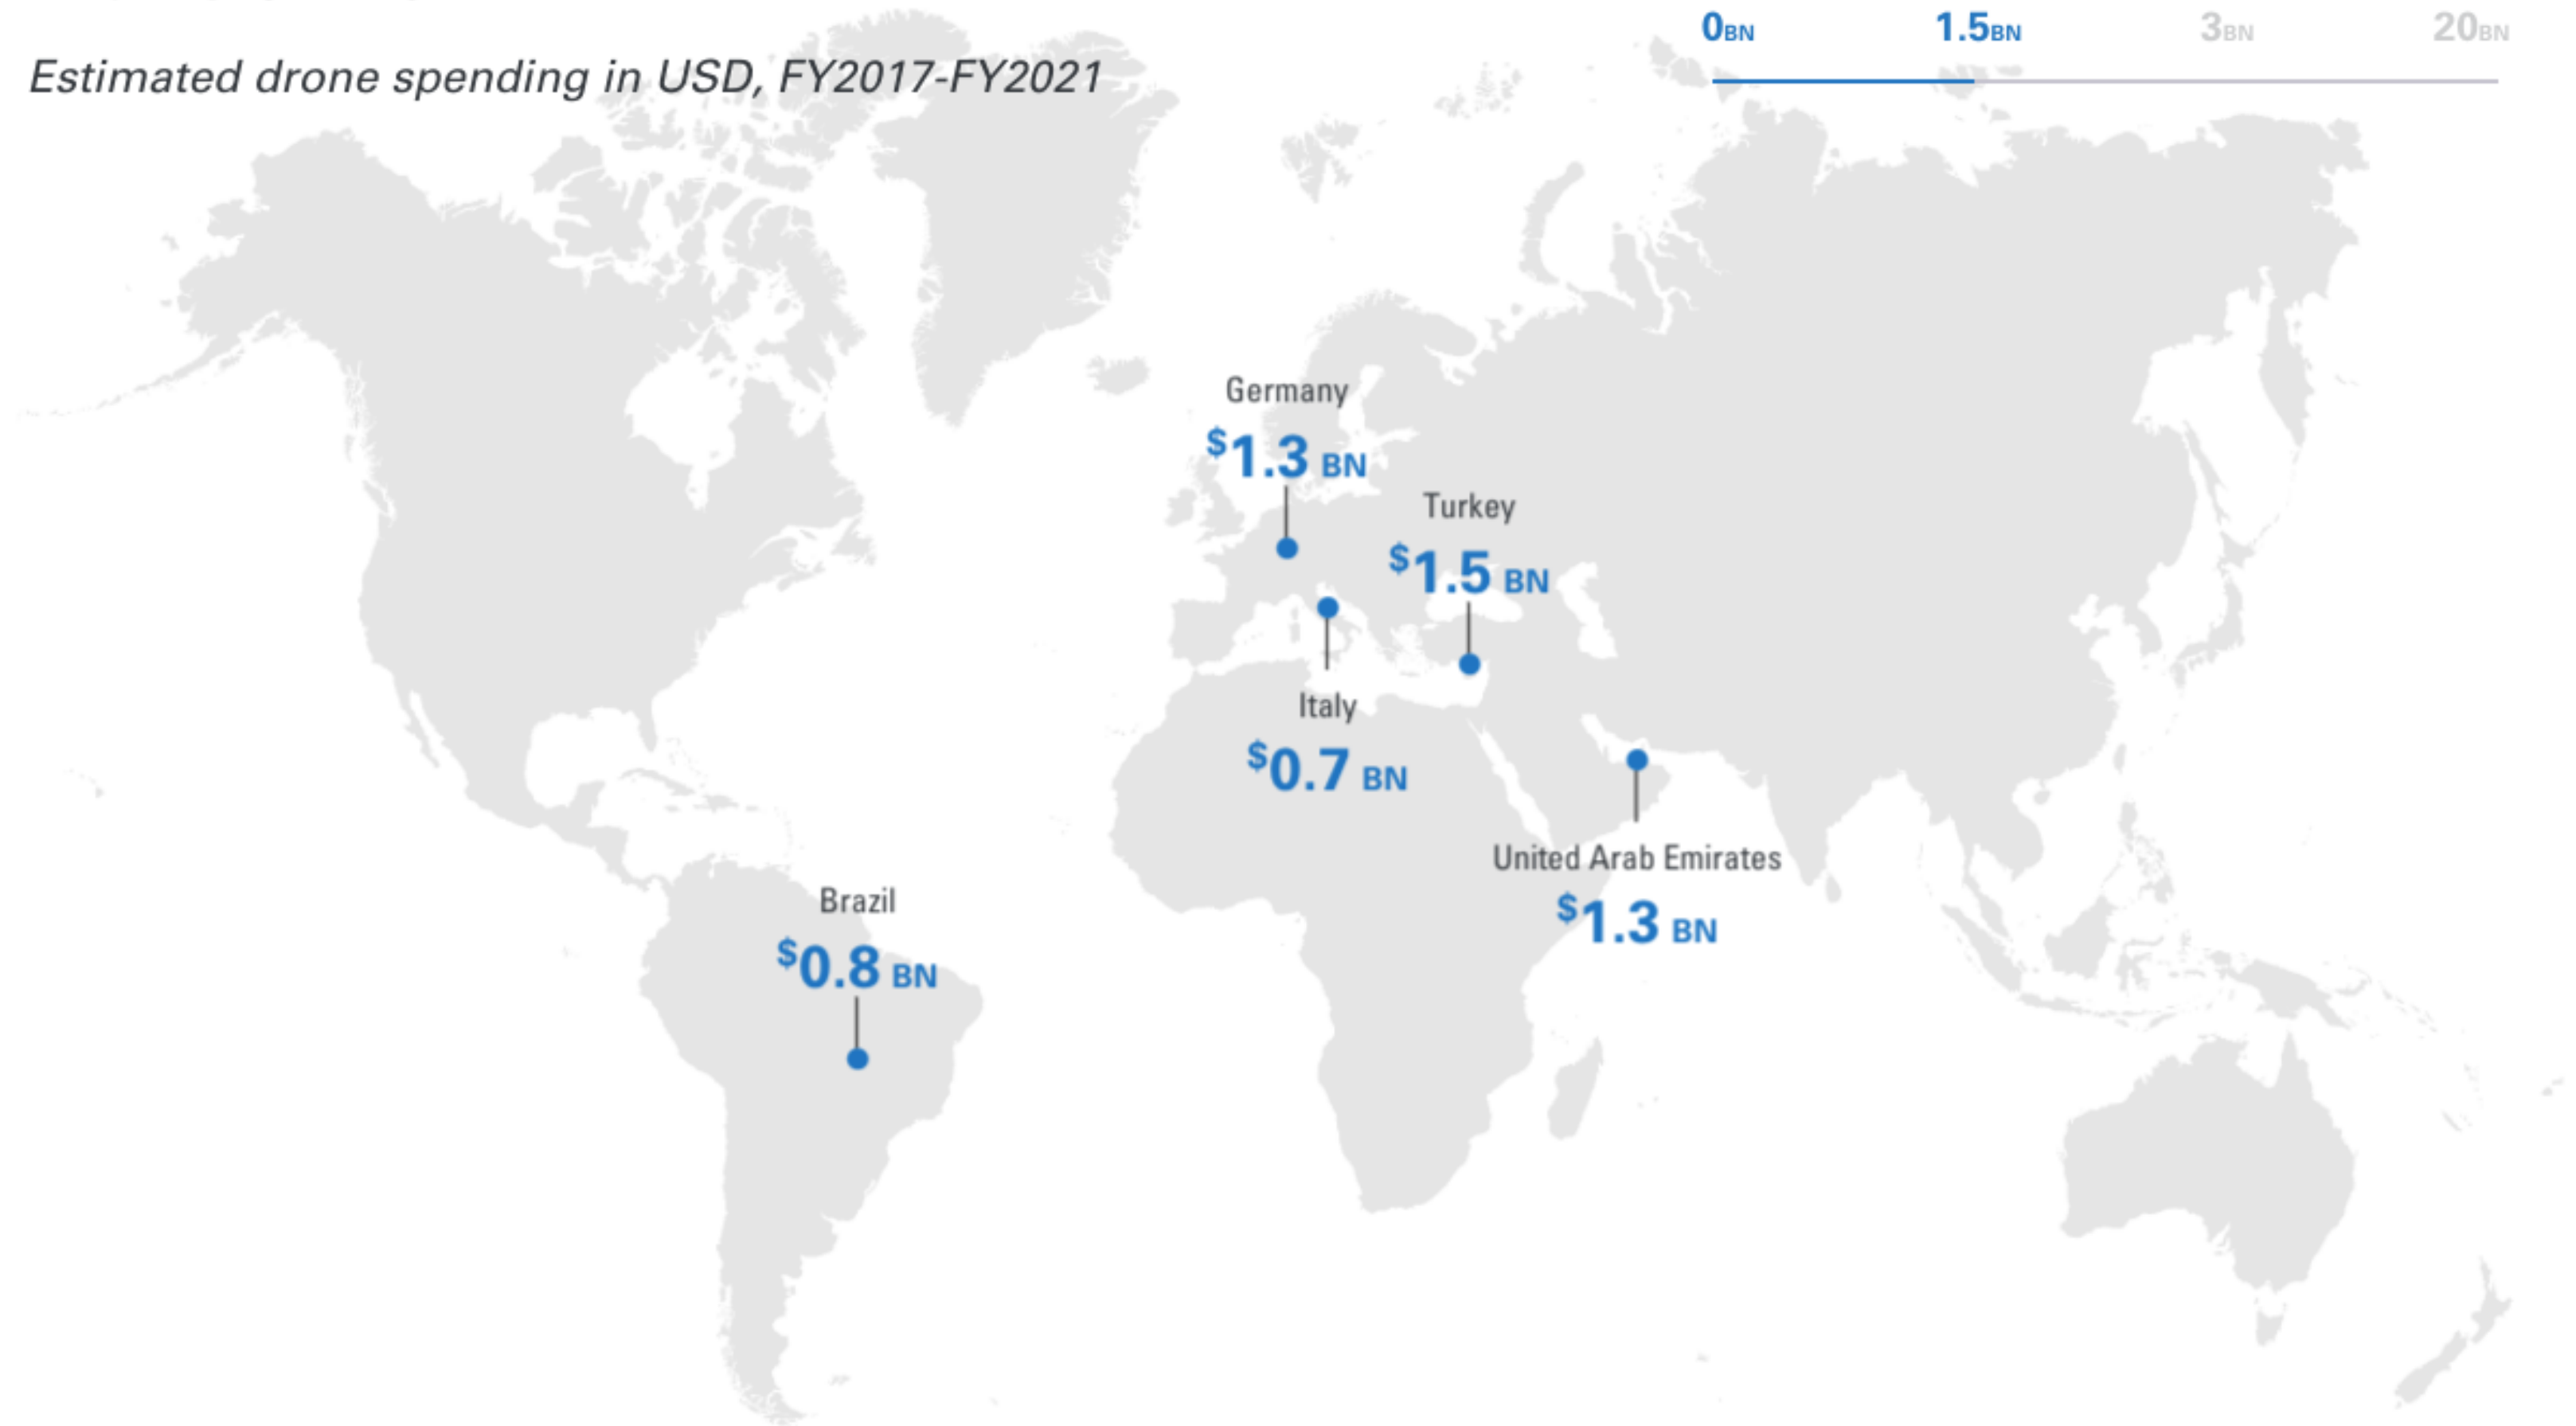 Estimated drone spending in USD, FY2017-FY2021
0BN 1.5BN 3BN 20BN
Germany
$1.3 BN
Turkey
$1.5 BN
Italy
$0.7 BN
United Arab Emirates
$1.3 BN
Brazil
$0.8 BN